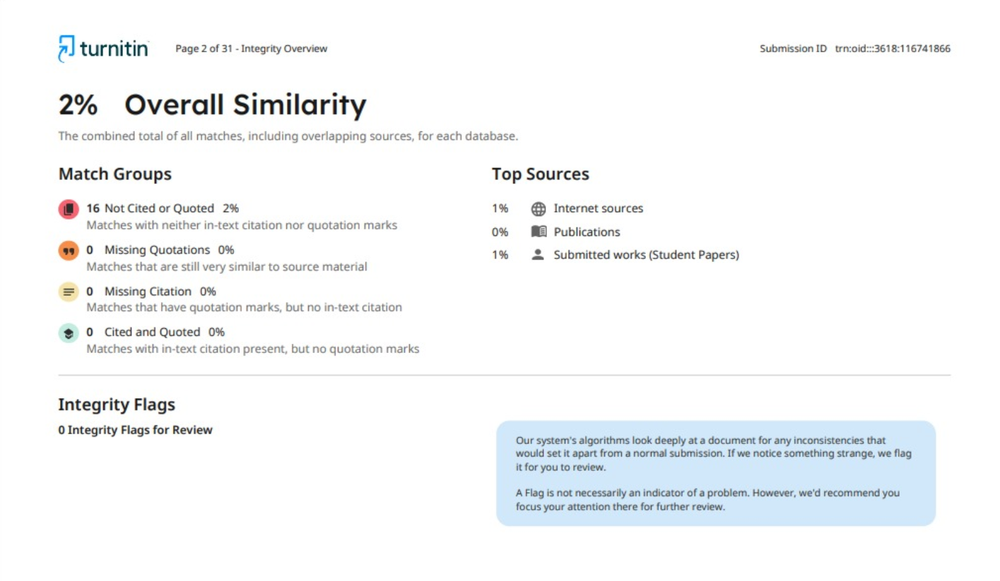 turnitin
Page 2 of 31 - Integrity Overview
Submission ID trn:oid:::3618:116741866
2% Overall Similarity
The combined total of all matches, including overlapping sources, for each database.
Match Groups
16 Not Cited or Quoted 2%
Matches with neither in-text citation nor quotation marks
0 Missing Quotations 0%
Matches that are still very similar to source material
0 Missing Citation 0%
Matches that have quotation marks, but no in-text citation
0 Cited and Quoted 0%
Matches with in-text citation present, but no quotation marks
Top Sources
1% Internet sources
0% Publications
1% Submitted works (Student Papers)
Integrity Flags
0 Integrity Flags for Review
Our system's algorithms look deeply at a document for any inconsistencies that
would set it apart from a normal submission. If we notice something strange, we flag
it for you to review.
A Flag is not necessarily an indicator of a problem. However, we'd recommend you
focus your attention there for further review.